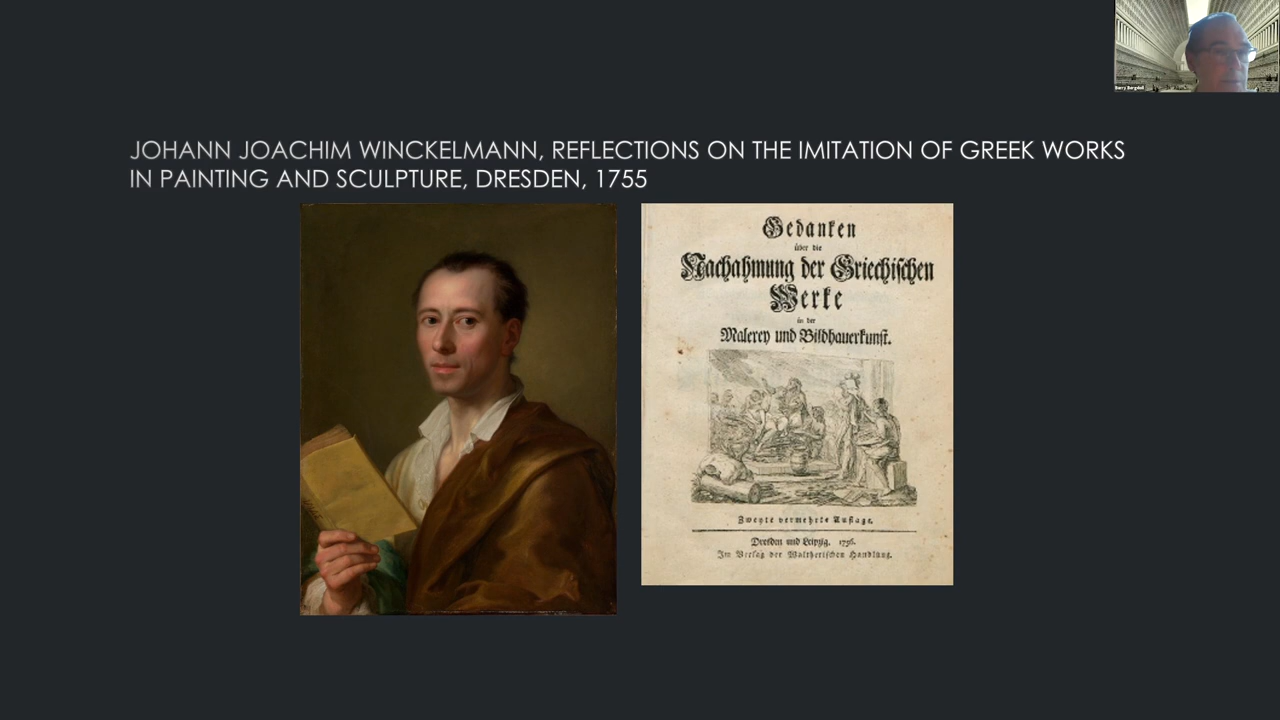 Barry Bergdoll
JOHANN JOACHIM WINCKELMANN, REFLECTIONS ON THE IMITATION OF GREEK WORKS
IN PAINTING AND SCULPTURE, DRESDEN, 1755
Gedanken
über die
Nachahmung der Griechischen
Werke
in der
Malerey und Bildhauerkunst.
Zweyte vermehrte Auflage.
Dresden und Leipzig. 1756.
Im Verlag der Waltherischen Handlung.